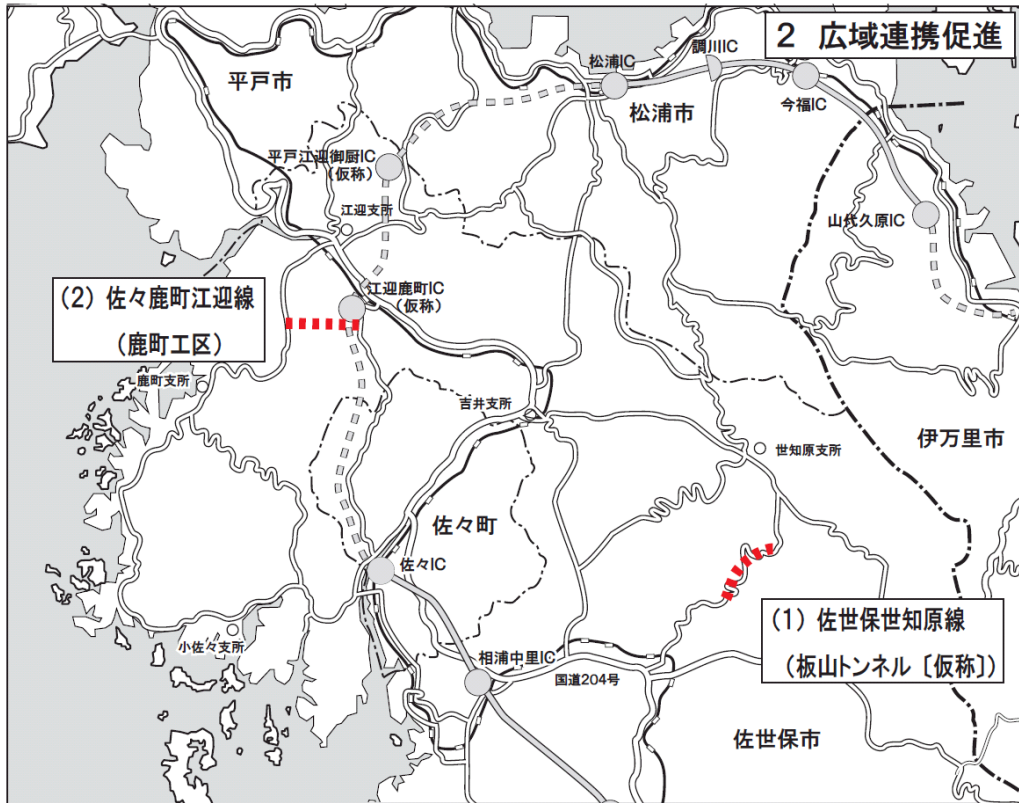 2 広域連携促進
調川IC
松浦IC
平戸市
松浦市
今福IC
平戸江迎御厨IC
(仮称)
江迎支所
山代久原IC
(2) 佐々鹿町江迎線
(鹿町工区)
江迎鹿町IC
(仮称)
鹿町支所
吉井支所
世知原支所
伊万里市
佐々町
佐々IC
(1) 佐世保世知原線
(板山トンネル〔仮称〕)
小佐々支所
相浦中里IC
国道204号
佐世保市